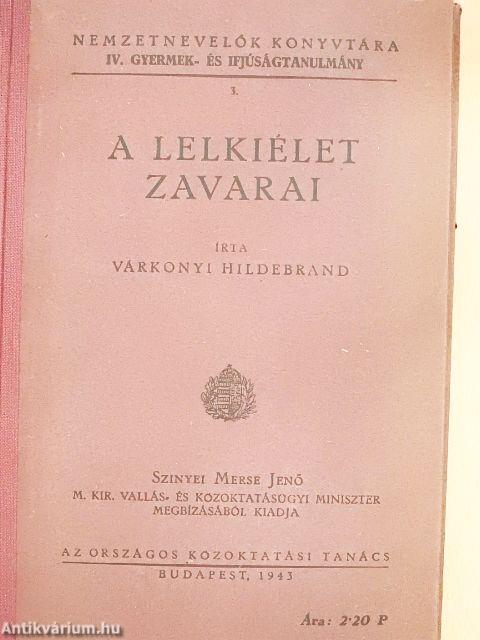 NEMZETNEVELŐK KONYVTÁRA
IV. GYERMEK- ÉS IFJÚSÁGTANULMÁNY
3.
A LELKIÉLET
ZAVARAI
ÍRTA
VÁRKONYI HILDEBRAND
SZINYEI MERSE JENŐ
M. KIR. VALLÁS- ÉS KOZOKTATÁSUGYI MINISZTER
MEGBÍZÁSÁBÓL KIADJA
AZ ORSZÁGOS KOZOKTATÁSI TANÁCS
BUDAPEST, 1943
Ára: 2·20 P
Antikvárium.hu